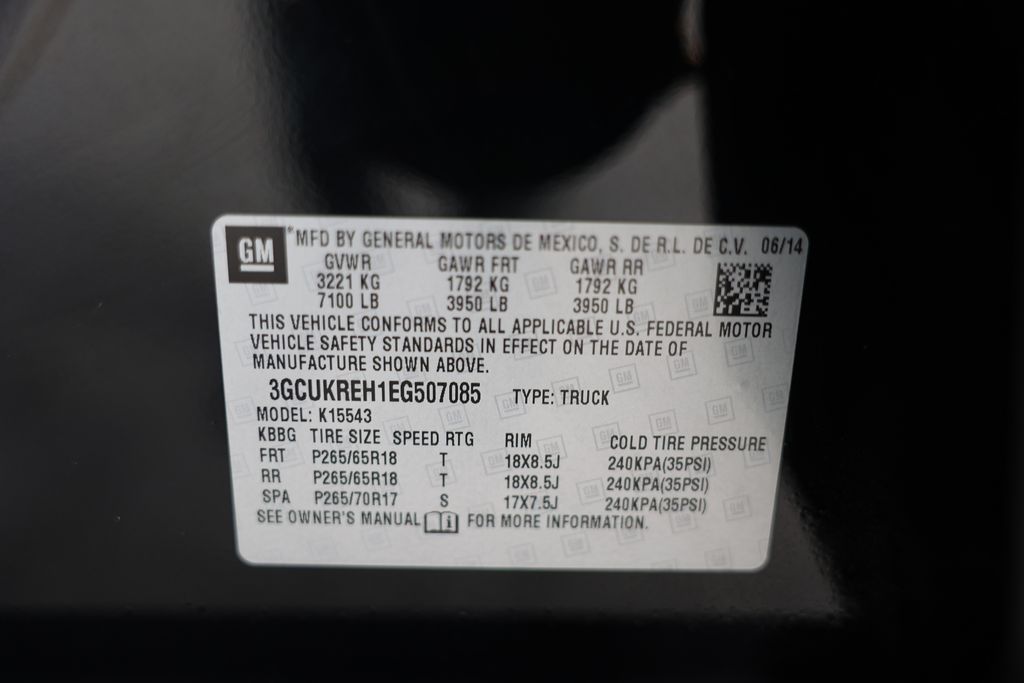 GM *MFD BY GENERAL MOTORS DE MEXICO, S. DE R.L. DE C.V. 06/14
GVWR GAWR FRT GAWR RR
3221 KG 1792 KG 1792 KG
7100 LB 3950 LB 3950 LB
THIS VEHICLE CONFORMS TO ALL APPLICABLE U.S. FEDERAL MOTOR
VEHICLE SAFETY STANDARDS IN EFFECT ON THE DATE OF
MANUFACTURE SHOWN ABOVE.
3GCUKREH1EG507085 TYPE: TRUCK
MODEL: K15543
KBBG TIRE SIZE SPEED RTG RIM COLD TIRE PRESSURE
FRT P265/65R18 T 18X8.5J 240KPA(35PSI)
RR P265/65R18 T 18X8.5J 240KPA(35PSI)
SPA P265/70R17 S 17X7.5J 240KPA(35PSI)
SEE OWNER'S MANUAL i FOR MORE INFORMATION.